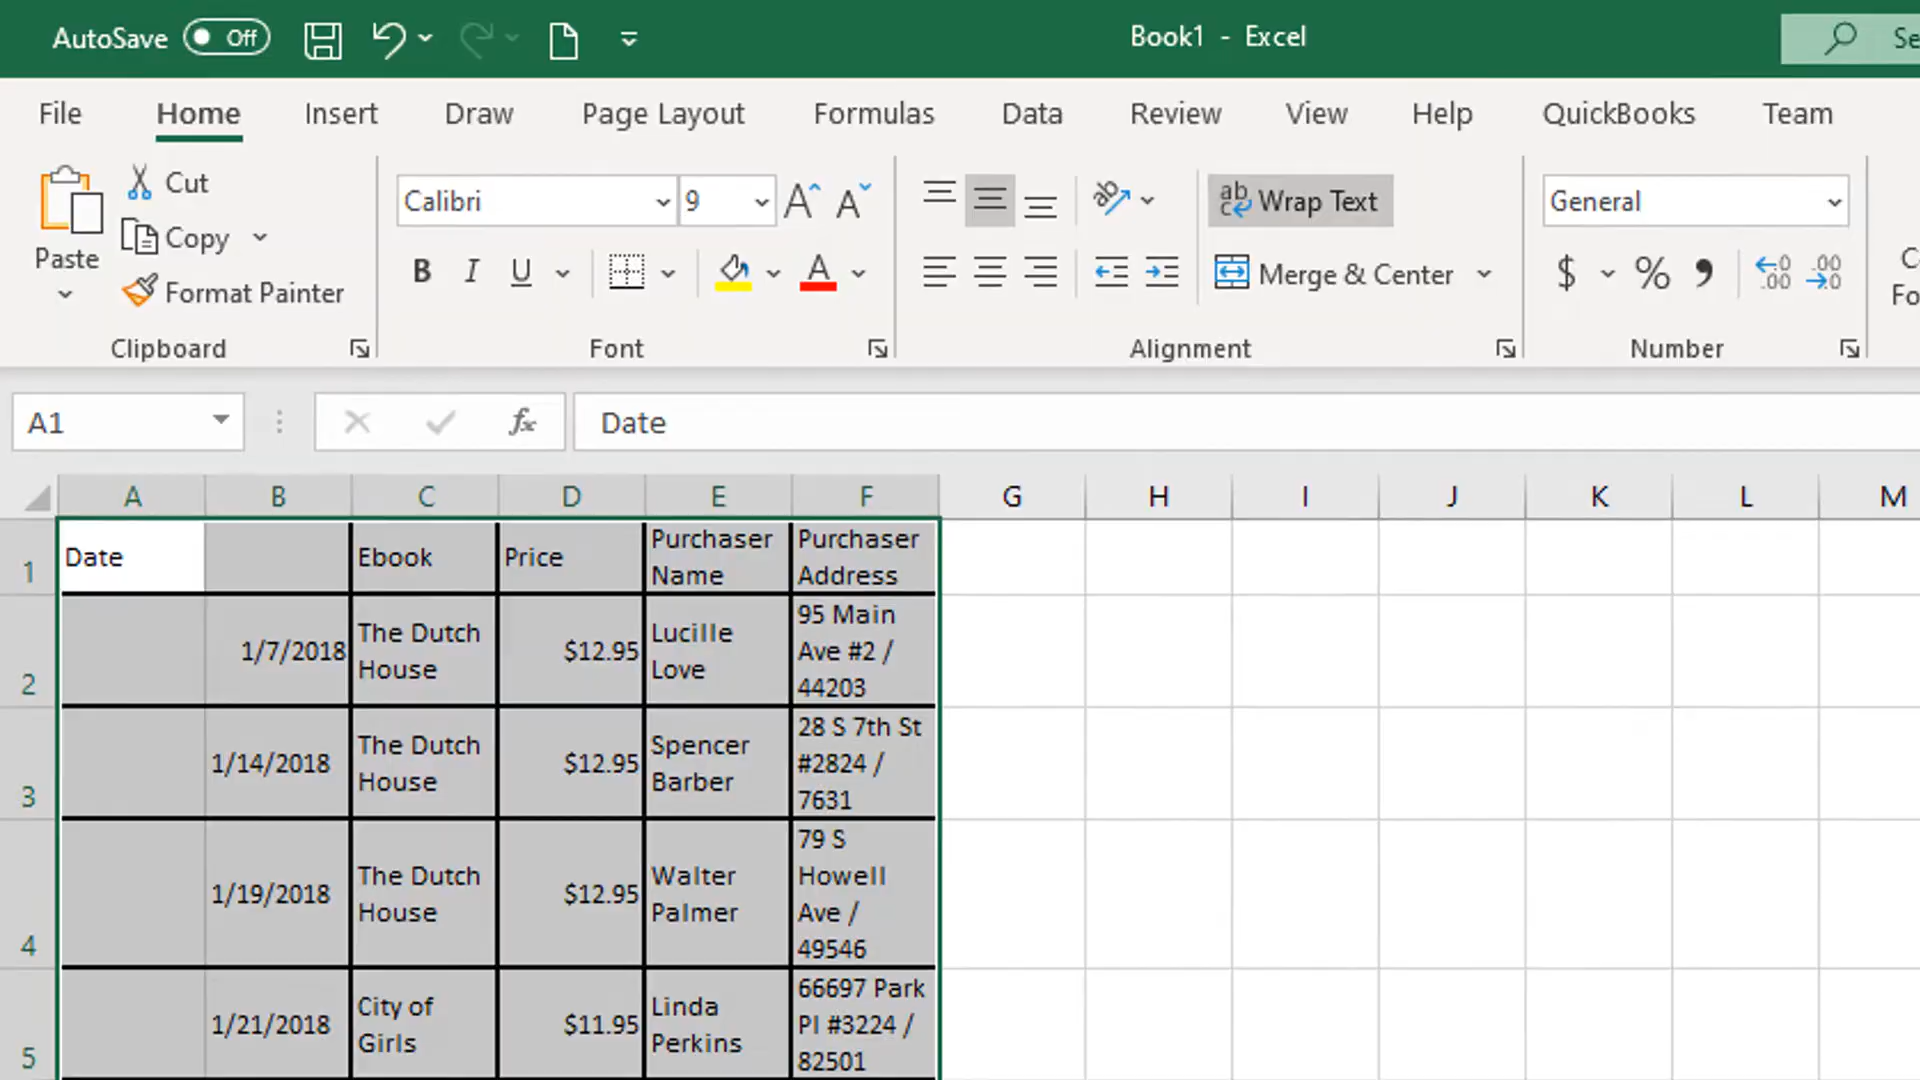 AutoSave Off
Book1 - Excel
Se
File Home Insert Draw Page Layout Formulas Data Review View Help QuickBooks Team
Paste
Cut
Copy
Format Painter
Clipboard
Calibri 9
B I U A
Font
ab Wrap Text
Merge & Center
Alignment
General
$ % 9
Number
A1
fx
Date
A B C D E F G H I J K L M
1
Date
Ebook
Price
Purchaser
Name
Purchaser
Address
2
1/7/2018
The Dutch
House
$12.95
Lucille
Love
95 Main
Ave #2 /
44203
3
1/14/2018
The Dutch
House
$12.95
Spencer
Barber
28 S 7th St
#2824 /
7631
4
1/19/2018
The Dutch
House
$12.95
Walter
Palmer
79 S
Howell
Ave /
49546
5
1/21/2018
City of
Girls
$11.95
Linda
Perkins
66697 Park
Pl #3224 /
82501